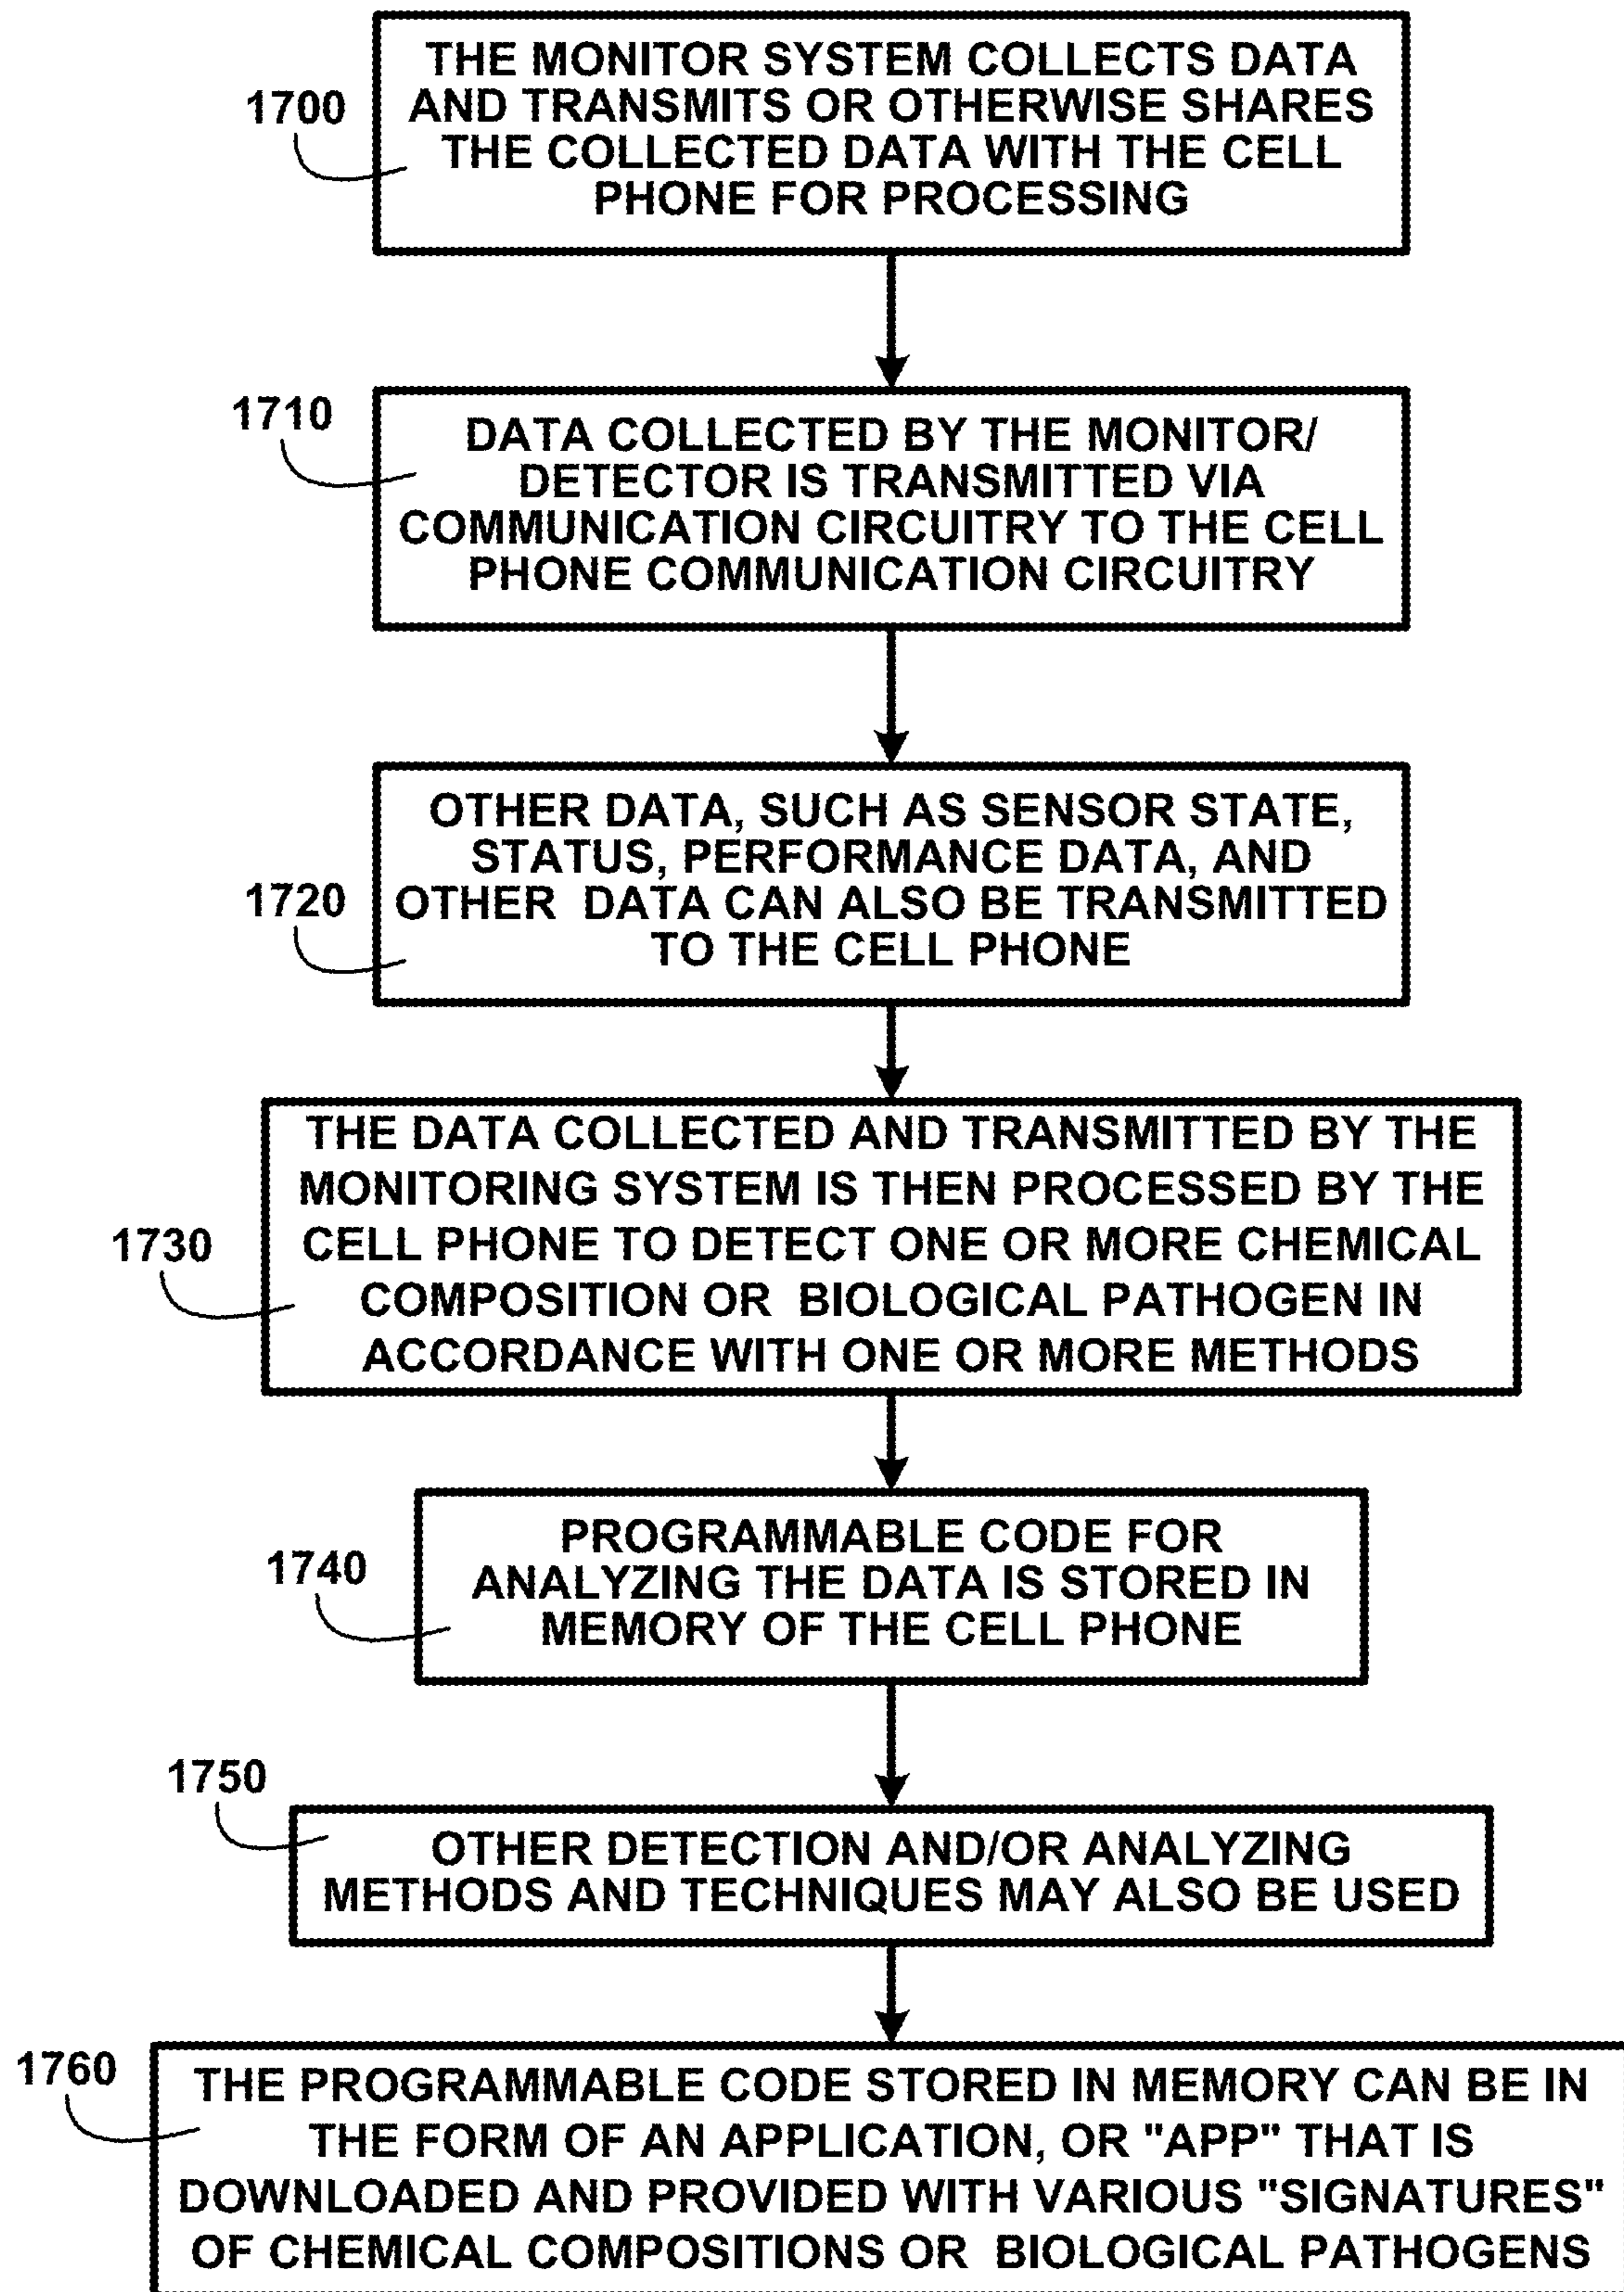 THE MONITOR SYSTEM COLLECTS DATA
AND TRANSMITS OR OTHERWISE SHARES
THE COLLECTED DATA WITH THE CELL
PHONE FOR PROCESSING
1700
DATA COLLECTED BY THE MONITOR/
DETECTOR IS TRANSMITTED VIA
COMMUNICATION CIRCUITRY TO THE CELL
PHONE COMMUNICATION CIRCUITRY
1710
OTHER DATA, SUCH AS SENSOR STATE,
STATUS, PERFORMANCE DATA, AND
OTHER DATA CAN ALSO BE TRANSMITTED
TO THE CELL PHONE
1720
THE DATA COLLECTED AND TRANSMITTED BY THE
MONITORING SYSTEM IS THEN PROCESSED BY THE
CELL PHONE TO DETECT ONE OR MORE CHEMICAL
COMPOSITION OR BIOLOGICAL PATHOGEN IN
ACCORDANCE WITH ONE OR MORE METHODS
1730
PROGRAMMABLE CODE FOR
ANALYZING THE DATA IS STORED IN
MEMORY OF THE CELL PHONE
1740
OTHER DETECTION AND/OR ANALYZING
METHODS AND TECHNIQUES MAY ALSO BE USED
1750
THE PROGRAMMABLE CODE STORED IN MEMORY CAN BE IN
THE FORM OF AN APPLICATION, OR "APP" THAT IS
DOWNLOADED AND PROVIDED WITH VARIOUS "SIGNATURES"
OF CHEMICAL COMPOSITIONS OR BIOLOGICAL PATHOGENS
1760